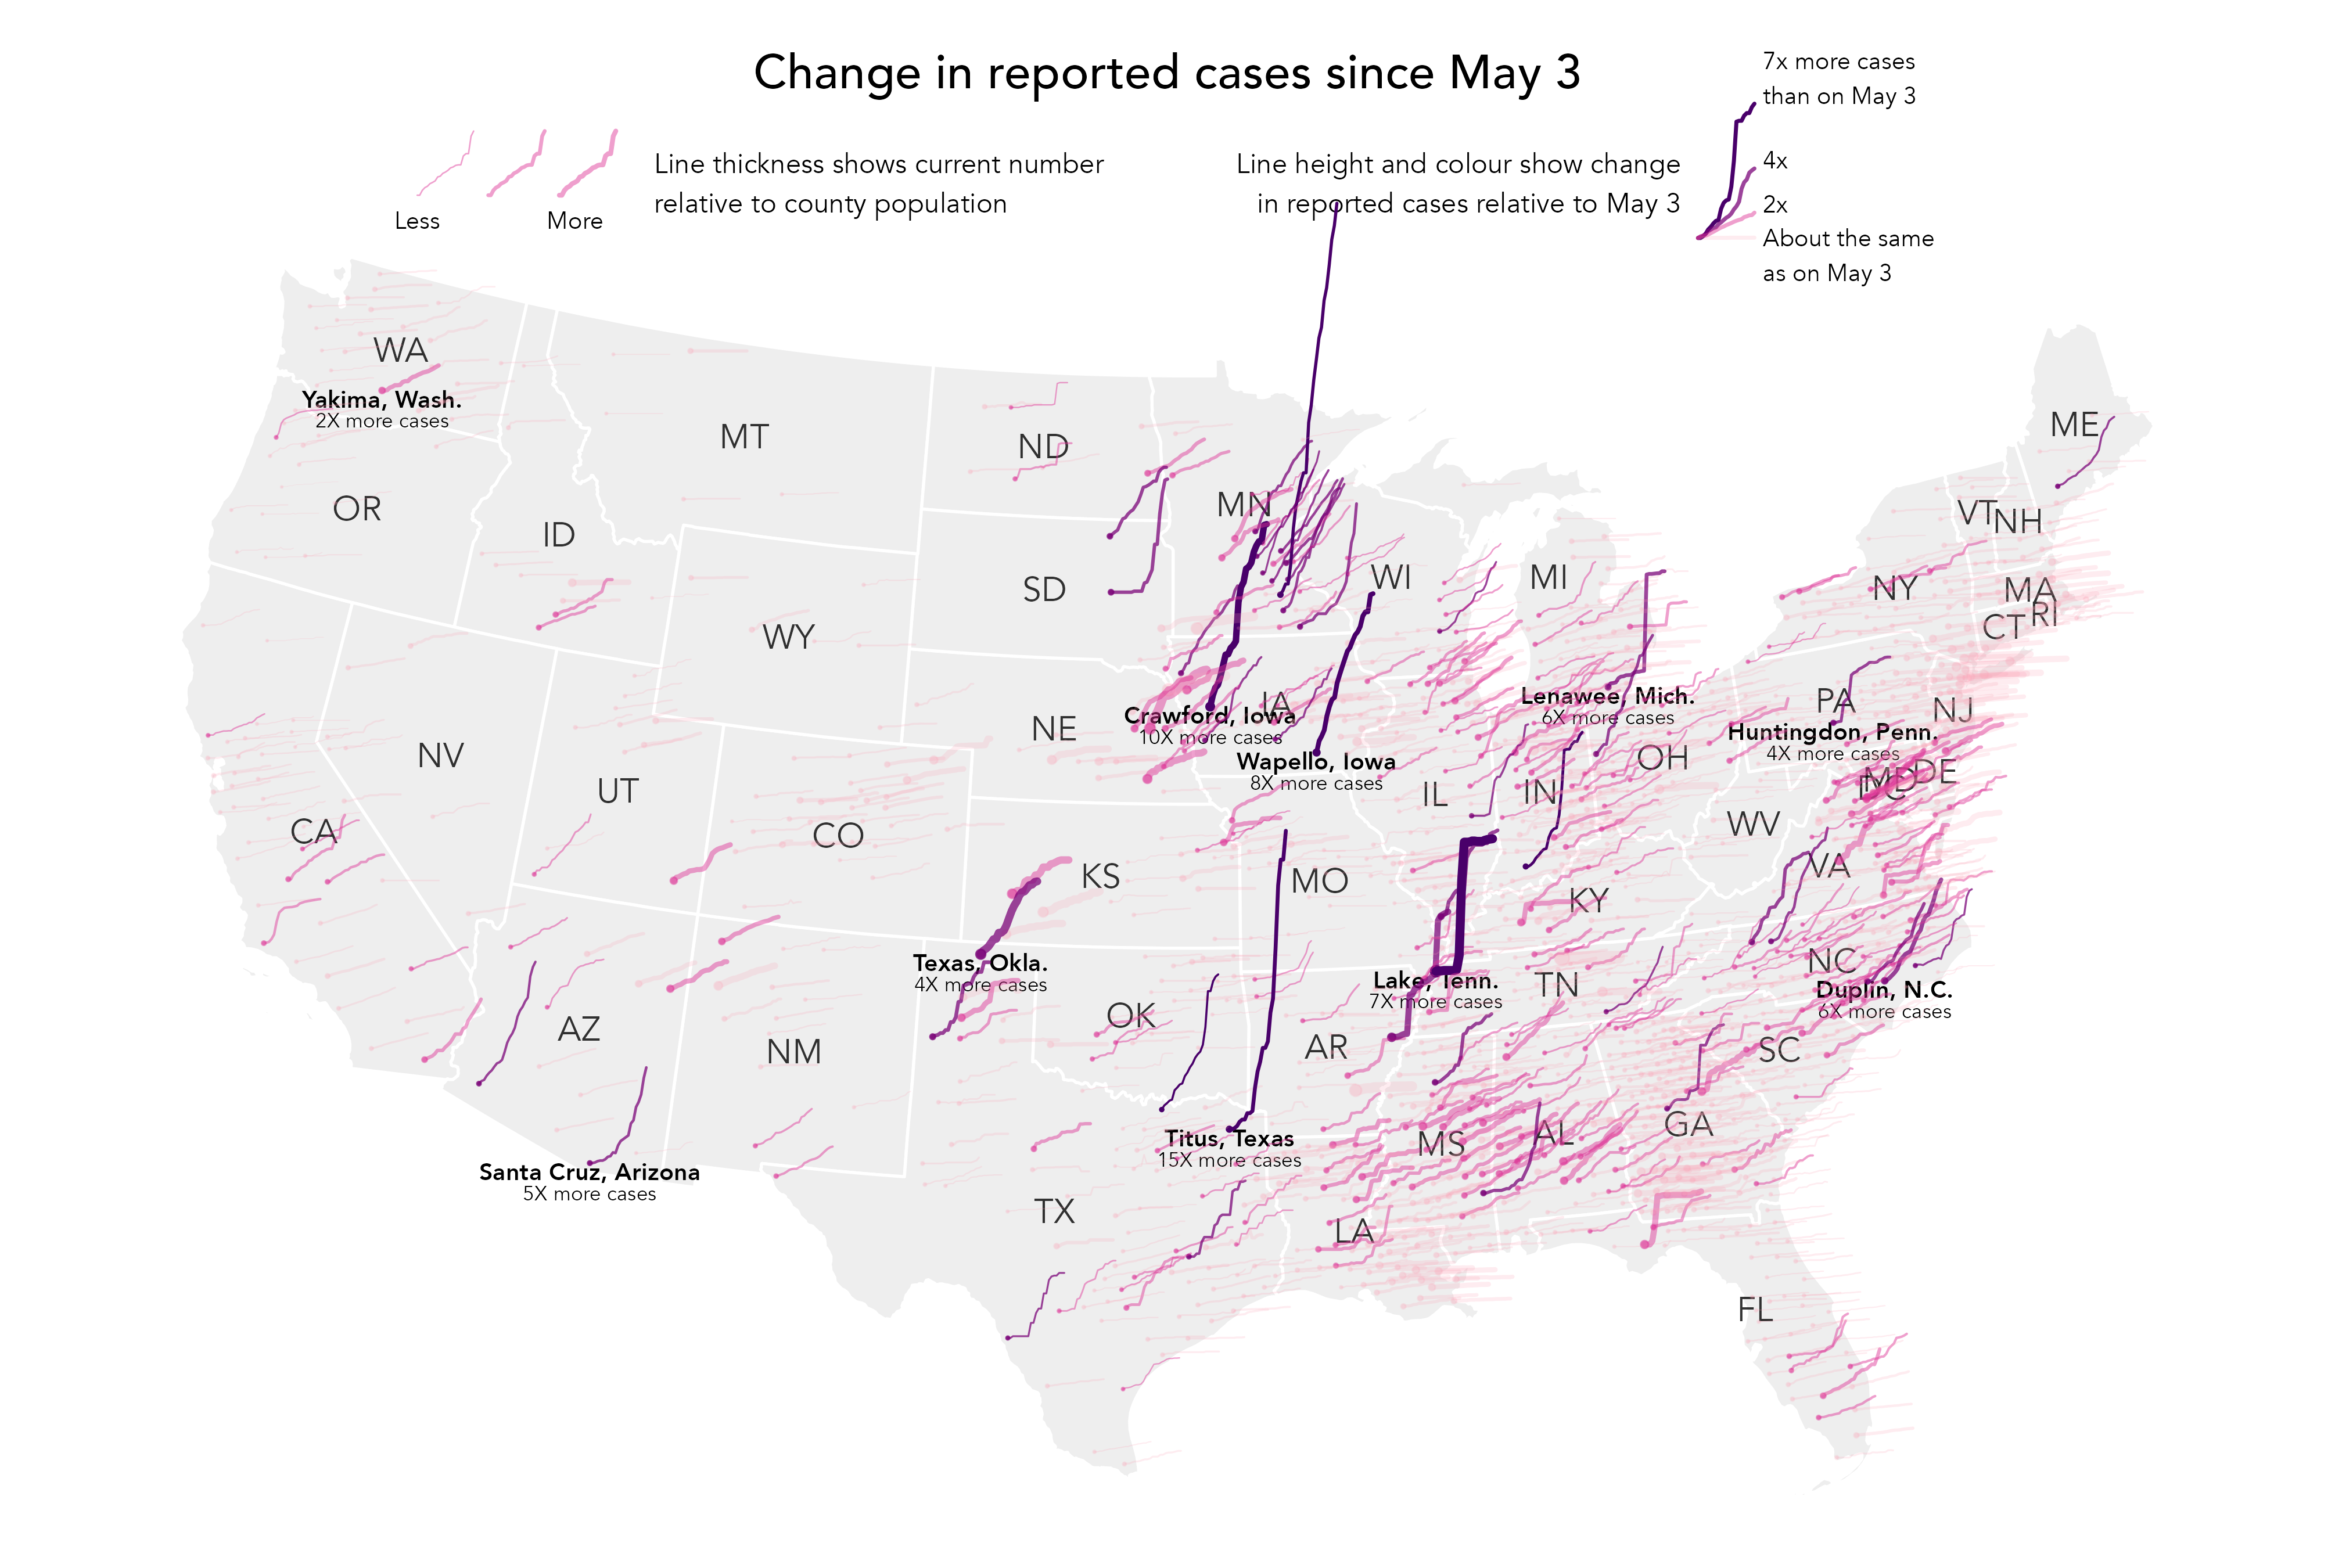 Change in reported cases since May 3
7x more cases
than on May 3
4x
2x
About the same
as on May 3
Line thickness shows current number
relative to county population
Less
More
Line height and colour show change
in reported cases relative to May 3
WA
Yakima, Wash.
2X more cases
MT
ND
MN
ME
OR
ID
SD
WI
MI
VT
NH
NY
MA
RI
CT
WY
NE
IA
Crawford, Iowa
10X more cases
Wapello, Iowa
8X more cases
Lenawee, Mich.
6X more cases
PA
NJ
Huntingdon, Penn.
4X more cases
NV
UT
CO
IL
IN
OH
MD
DE
DC
CA
KS
MO
KY
WV
VA
Texas, Okla.
4X more cases
AZ
NM
OK
AR
Lake, Tenn.
7X more cases
TN
NC
Duplin, N.C.
6X more cases
SC
Titus, Texas
15X more cases
MS
AL
GA
Santa Cruz, Arizona
5X more cases
TX
LA
FL